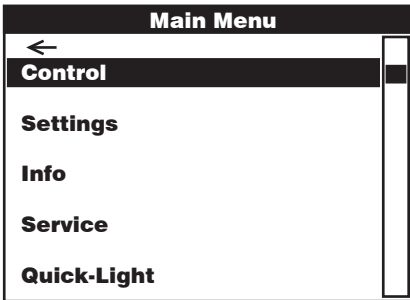 Main Menu
←
Control
Settings
Info
Service
Quick-Light